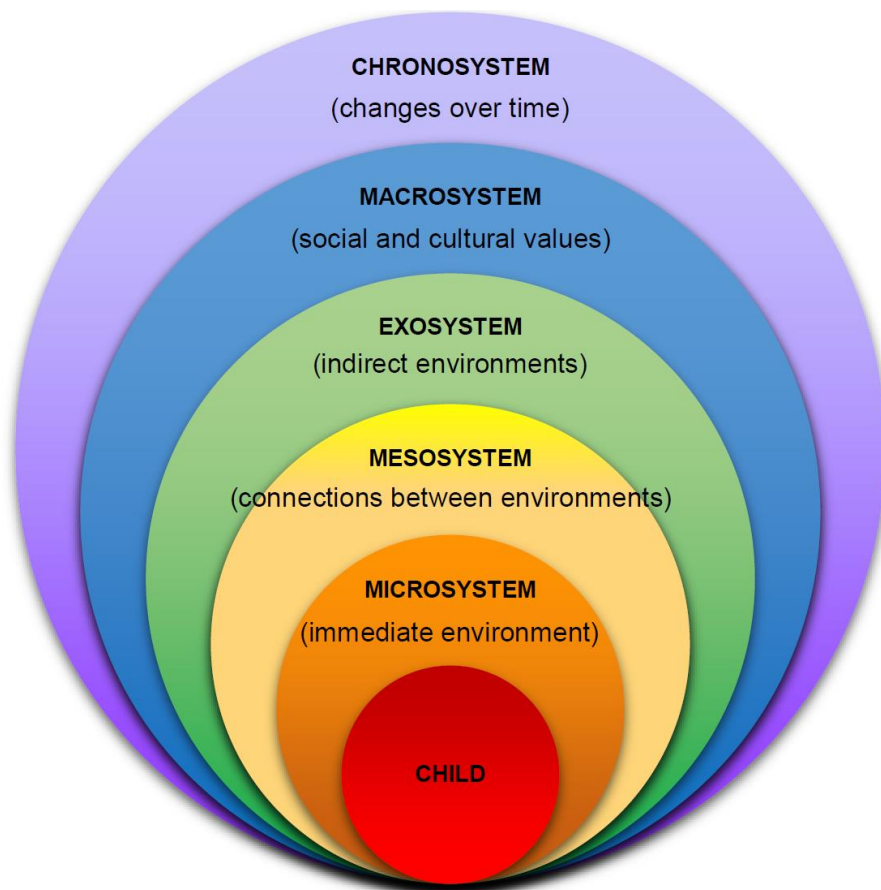 CHRONOSYSTEM
(changes over time)
MACROSYSTEM
(social and cultural values)
EXOSYSTEM
(indirect environments)
MESOSYSTEM
(connections between environments)
MICROSYSTEM
(immediate environment)
CHILD